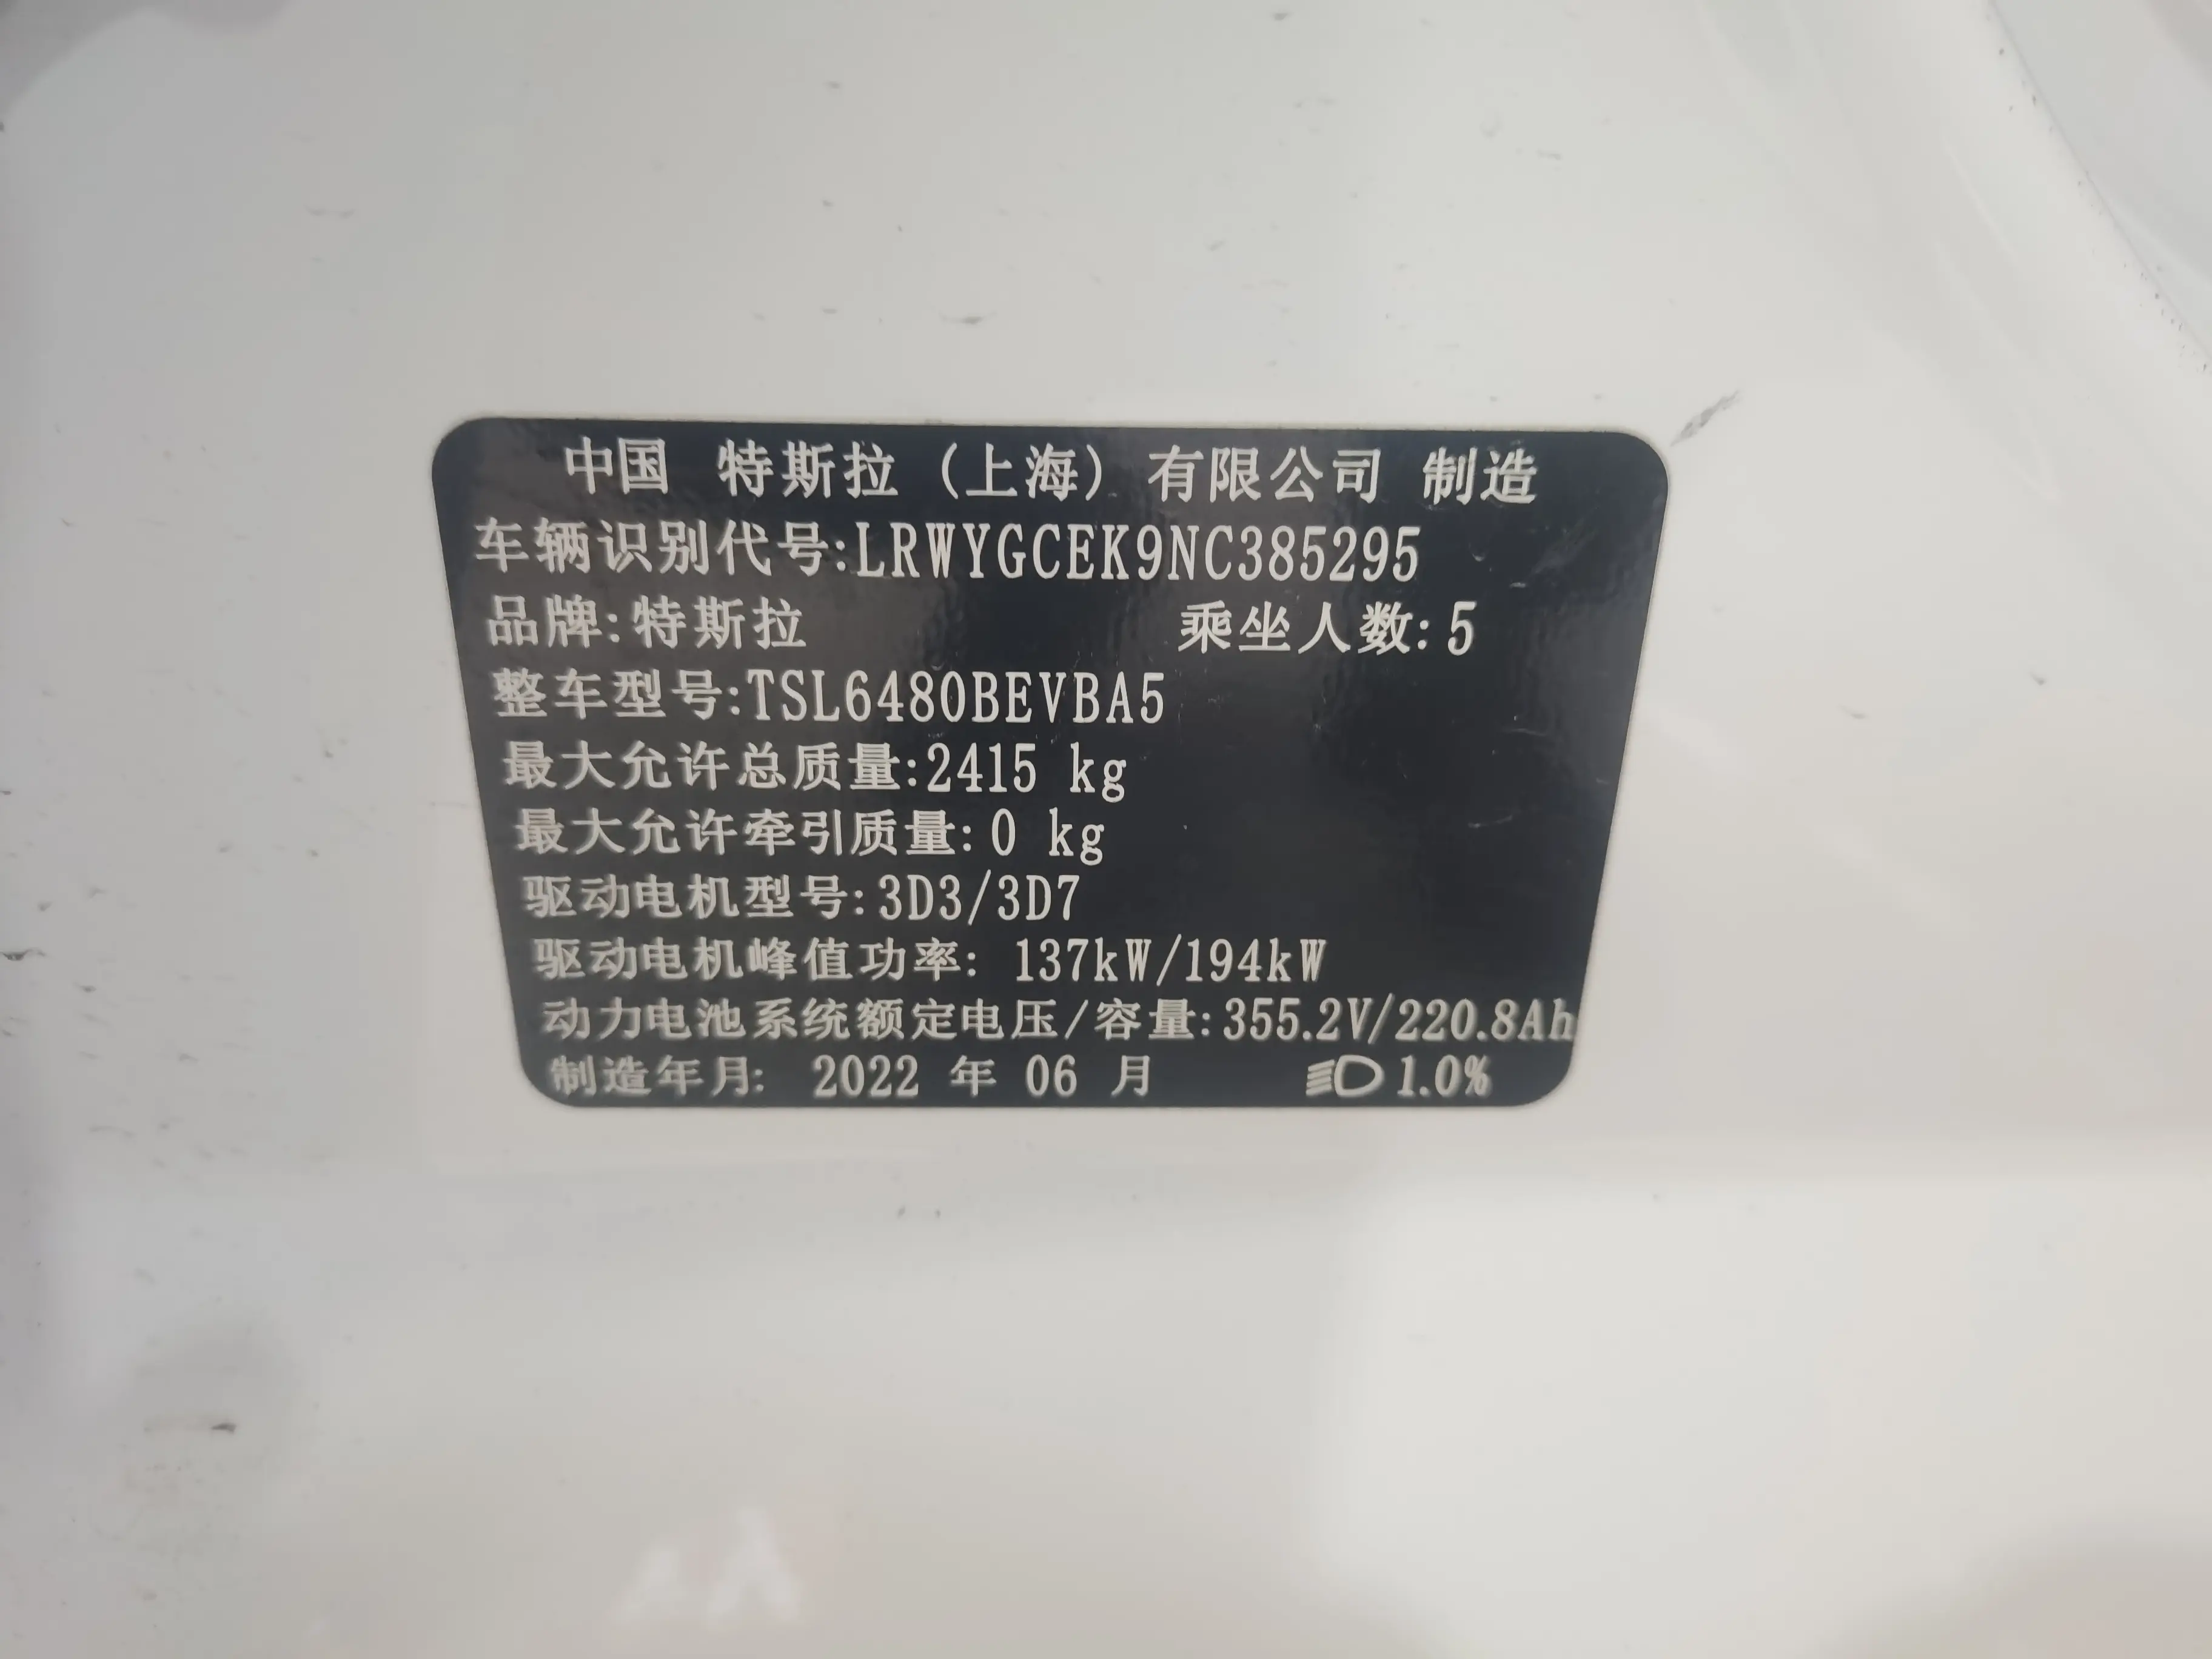 中国 特斯拉 (上海) 有限公司 制造
车辆识别代号:LRWYGCEK9NC385295
品牌:特斯拉 乘坐人数:5
整车型号:TSL6480BEVBA5
最大允许总质量:2415 kg
最大允许牵引质量:0 kg
驱动电机型号:3D3/3D7
驱动电机峰值功率: 137kW/194kW
动力电池系统额定电压/容量:355.2V/220.8Ah
制造年月: 2022 年 06 月 1.0%